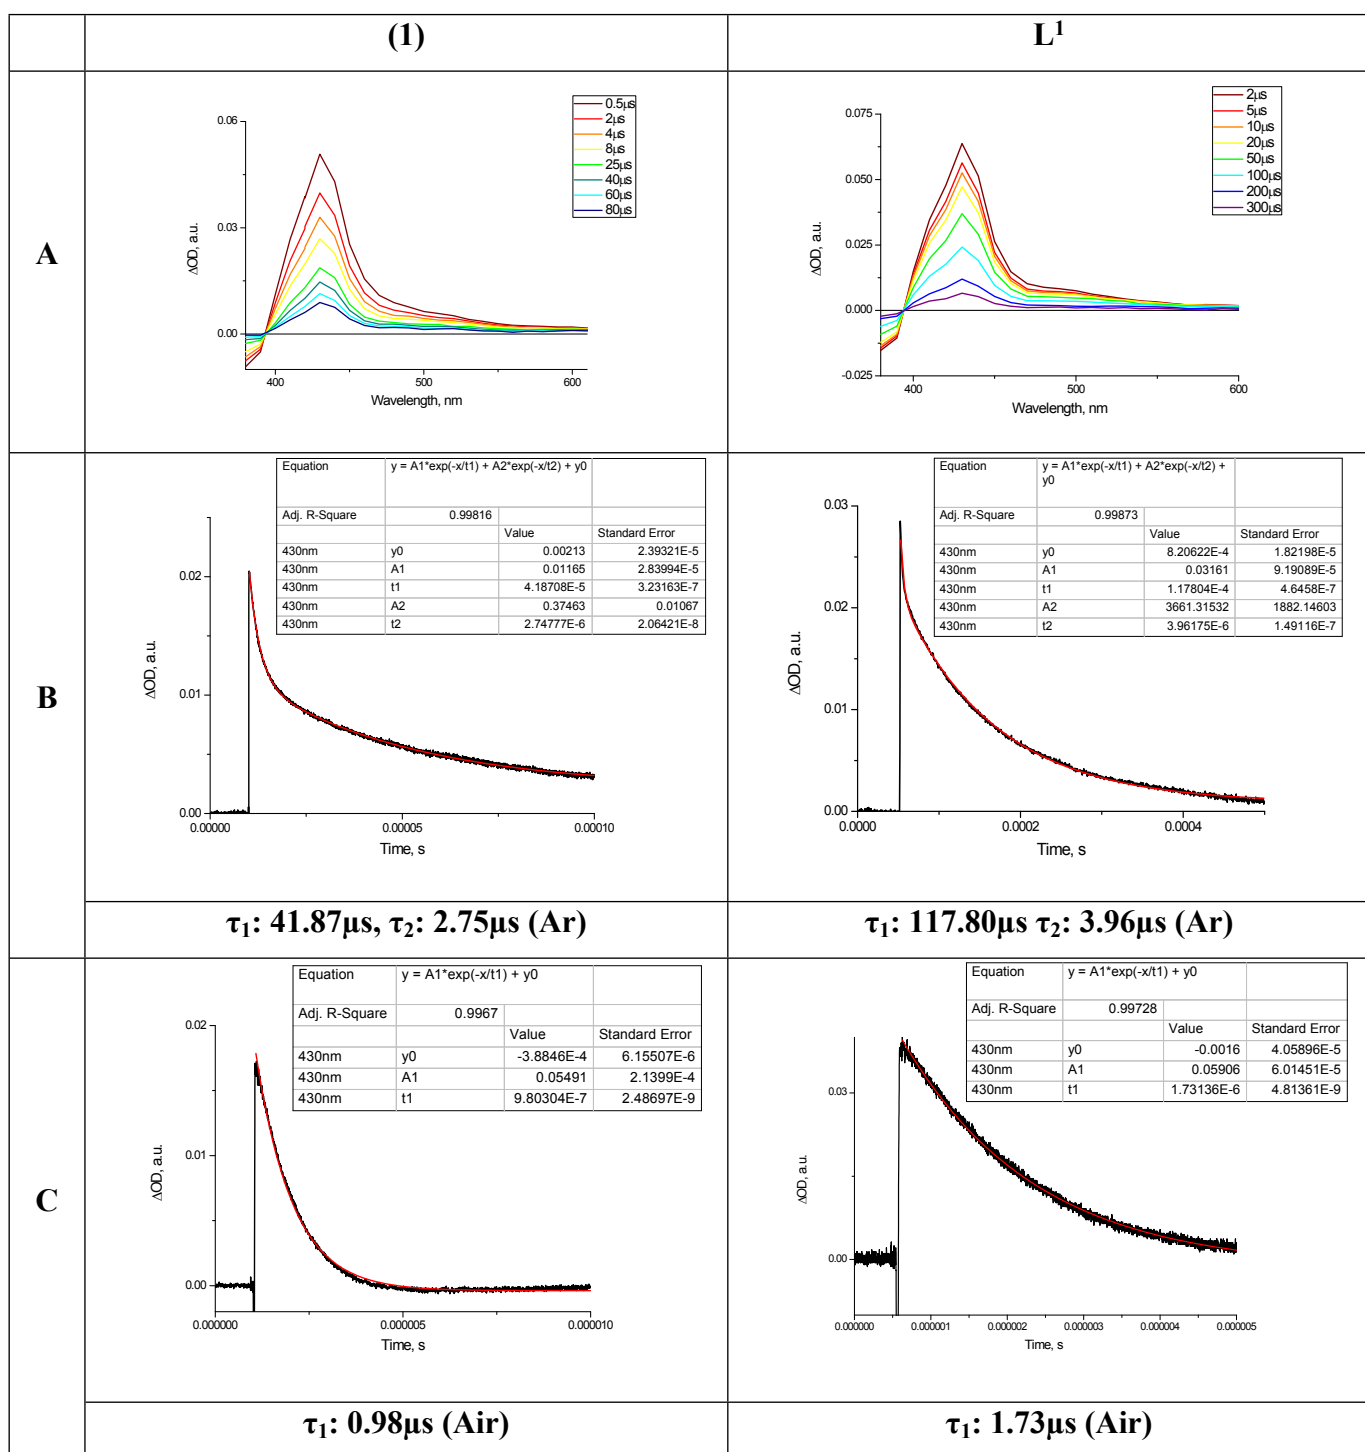 (1)
L¹
A
0.5µs
2µs
4µs
8µs
25µs
40µs
60µs
80µs
0.06
0.03
0.00
ΔOD, a.u.
400
500
600
Wavelength, nm
2µs
5µs
10µs
20µs
50µs
100µs
200µs
300µs
0.075
0.050
0.025
0.000
-0.025
ΔOD, a.u.
400
500
600
Wavelength, nm
B
Equation y = A1*exp(-x/t1) + A2*exp(-x/t2) + y0
Adj. R-Square 0.99816
Value Standard Error
430nm y0 0.00213 2.39321E-5
430nm A1 0.01165 2.83994E-5
430nm t1 4.18708E-5 3.23163E-7
430nm A2 0.37463 0.01067
430nm t2 2.74777E-6 2.06421E-8
0.02
0.01
0.00
ΔOD, a.u.
0.00000
0.00005
0.00010
Time, s
Equation y = A1*exp(-x/t1) + A2*exp(-x/t2) +
y0
Adj. R-Square 0.99873
Value Standard Error
430nm y0 8.20622E-4 1.82198E-5
430nm A1 0.03161 9.19089E-5
430nm t1 1.17804E-4 4.6458E-7
430nm A2 3661.31532 1882.14603
430nm t2 3.96175E-6 1.49116E-7
0.03
0.02
0.01
0.00
ΔOD, a.u.
0.0000
0.0002
0.0004
Time, s
τ₁: 41.87µs, τ₂: 2.75µs (Ar)
τ₁: 117.80µs τ₂: 3.96µs (Ar)
C
Equation y = A1*exp(-x/t1) + y0
Adj. R-Square 0.9967
Value Standard Error
430nm y0 -3.8846E-4 6.15507E-6
430nm A1 0.05491 2.1399E-4
430nm t1 9.80304E-7 2.48697E-9
0.02
0.01
0.00
ΔOD, a.u.
0.000000
0.000005
0.000010
Time, s
Equation y = A1*exp(-x/t1) + y0
Adj. R-Square 0.99728
Value Standard Error
430nm y0 -0.0016 4.05896E-5
430nm A1 0.05906 6.01451E-5
430nm t1 1.73136E-6 4.81361E-9
0.03
0.00
ΔOD, a.u.
0.000000
0.000001
0.000002
0.000003
0.000004
0.000005
Time, s
τ₁: 0.98µs (Air)
τ₁: 1.73µs (Air)